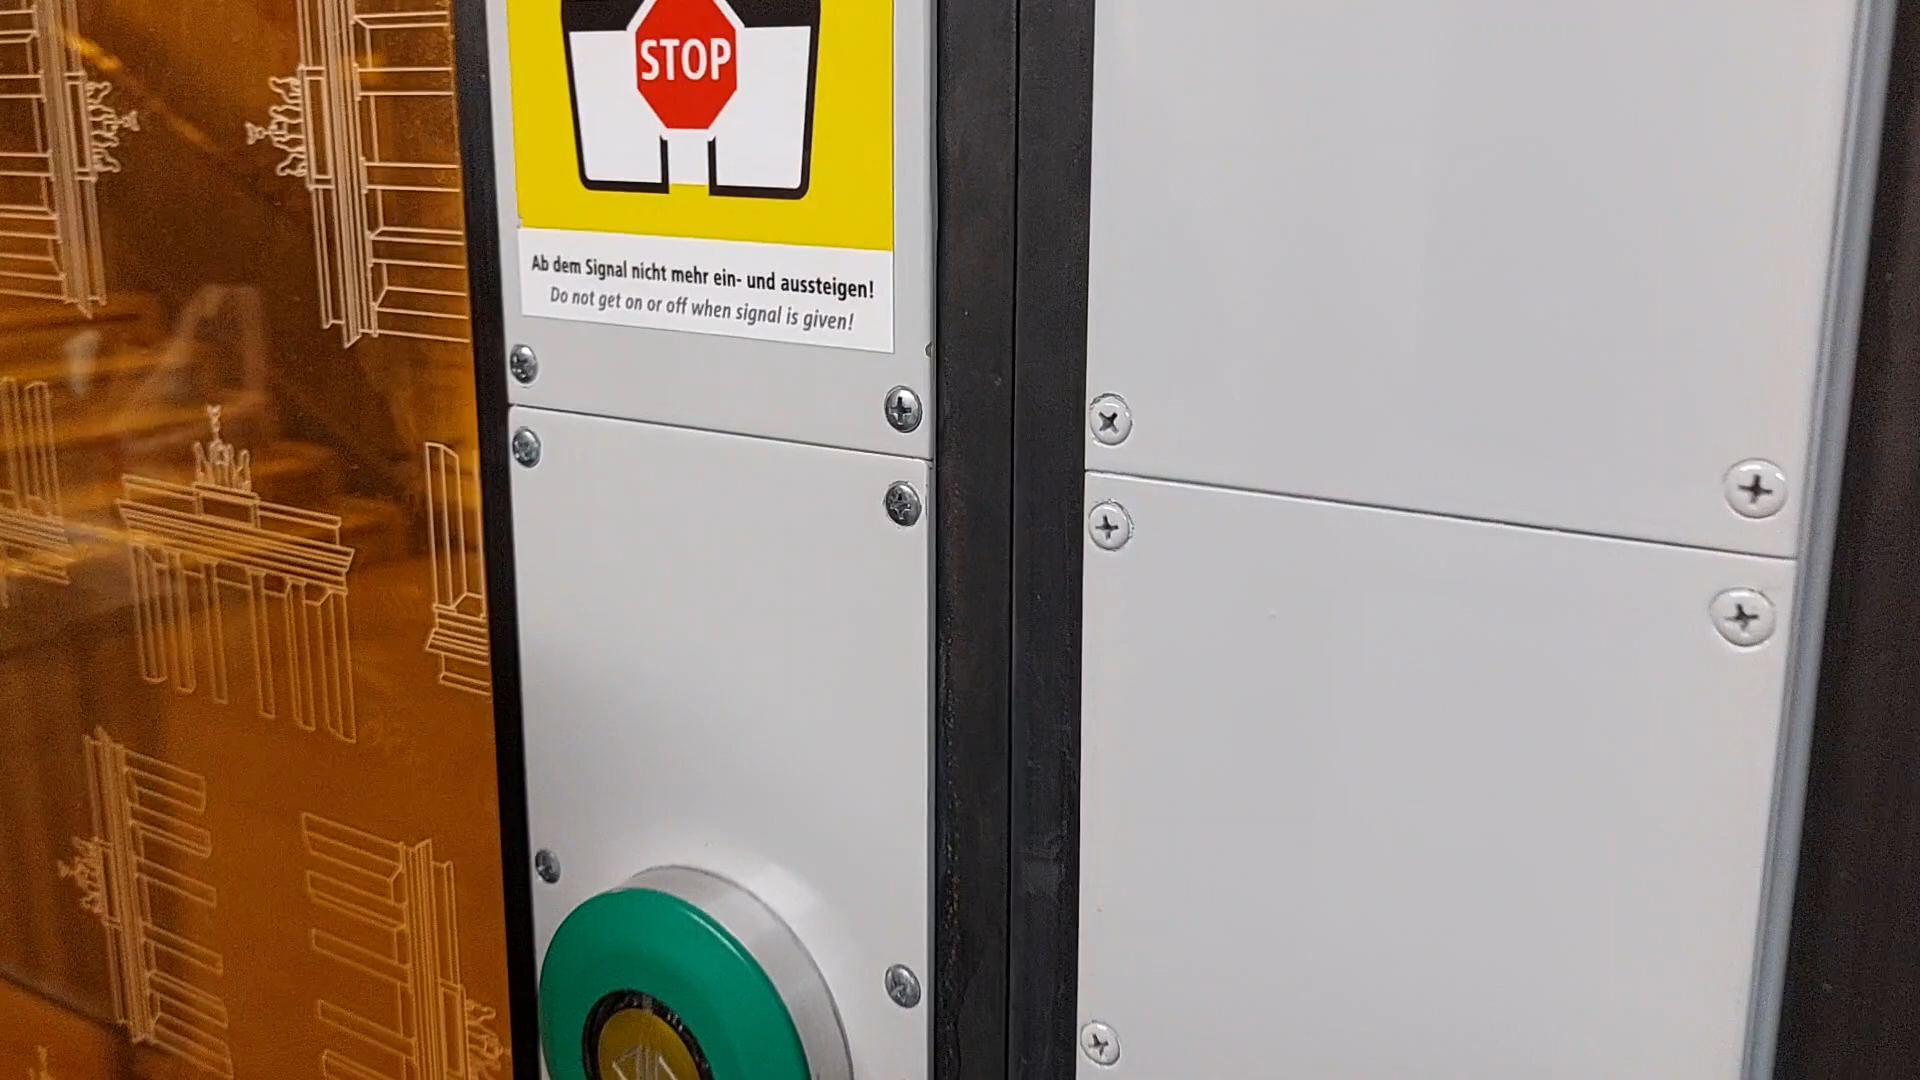 STOP
Ab dem Signal nicht mehr ein- und aussteigen!
Do not get on or off when signal is given!